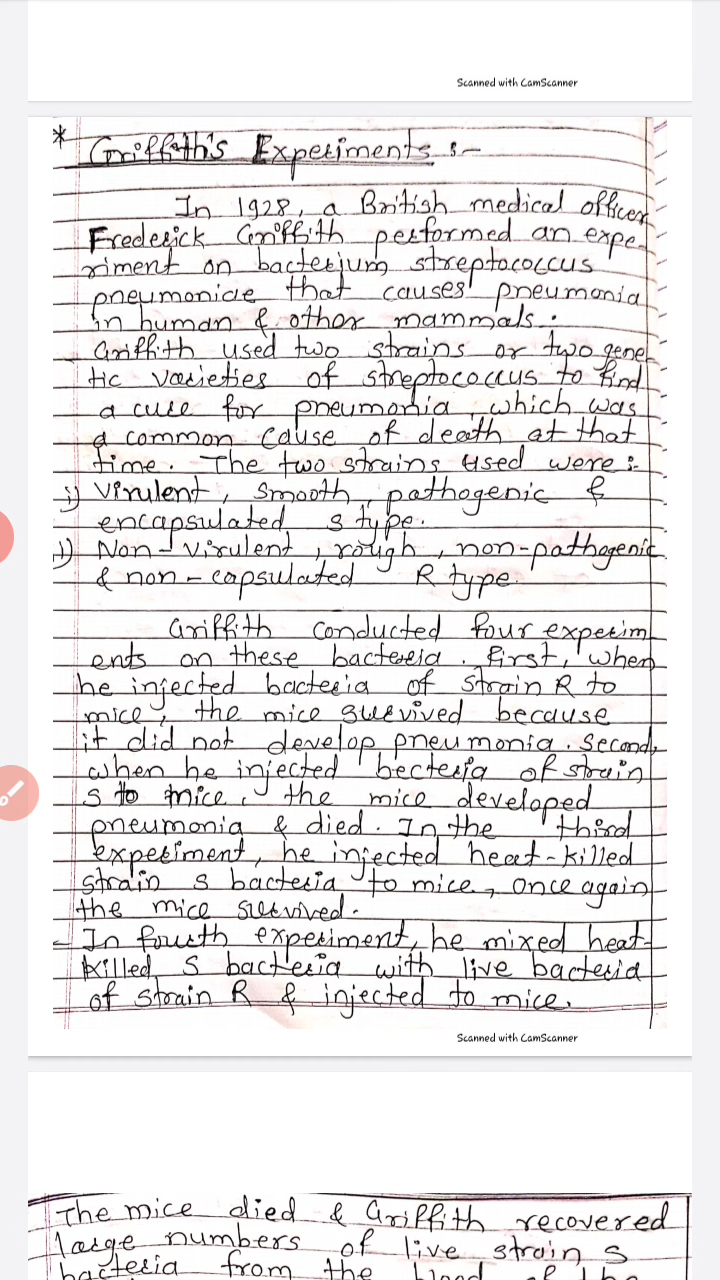 Scanned with CamScanner
* Griffith's Experiments :-
In 1928, a British medical officer
Frederick Griffith performed an expe-
riment on bacterium streptococcus
pneumoniae that causes pneumonia
in human & other mammals.
Griffith used two strains or two gene-
tic varieties of streptococcus to find
a cure for pneumonia, which was
a common cause of death at that
time. The two strains used were :-
i) Virulent, smooth, pathogenic &
encapsulated S type.
ii) Non-virulent, rough, non-pathogenic
& non-capsulated R type.
Griffith conducted four experim-
ents on these bacteria. first, when
he injected bacteria of strain R to
mice, the mice survived because
it did not develop pneumonia. Second,
when he injected becteria of strain
S to mice, the mice developed
pneumonia & died. In the third
experiment, he injected heat-killed
strain S bacteria to mice, once again
the mice survived.
- In fourth experiment, he mixed heat-
killed S bacteria with live bacteria
of strain R & injected to mice.
Scanned with CamScanner
The mice died & Griffith recovered
large numbers of live strain S
bacteria from the blood of the